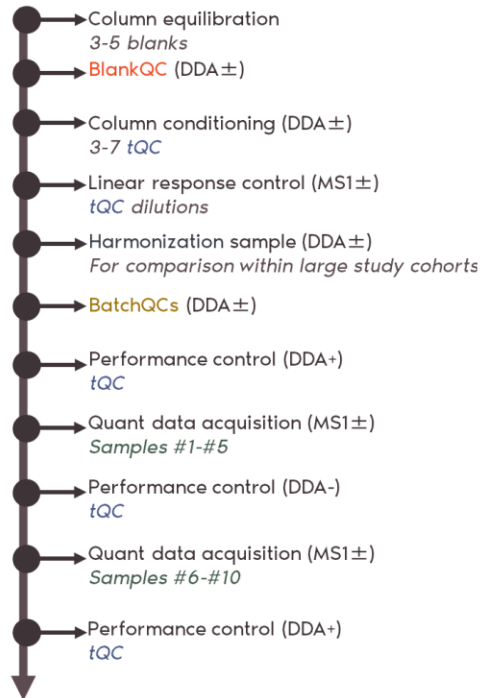 Column equilibration
3-5 blanks
BlankQC (DDA±)
Column conditioning (DDA±)
3-7 tQC
Linear response control (MS1±)
tQC dilutions
Harmonization sample (DDA±)
For comparison within large study cohorts
BatchQCs (DDA±)
Performance control (DDA+)
tQC
Quant data acquisition (MS1±)
Samples #1-#5
Performance control (DDA-)
tQC
Quant data acquisition (MS1±)
Samples #6-#10
Performance control (DDA+)
tQC